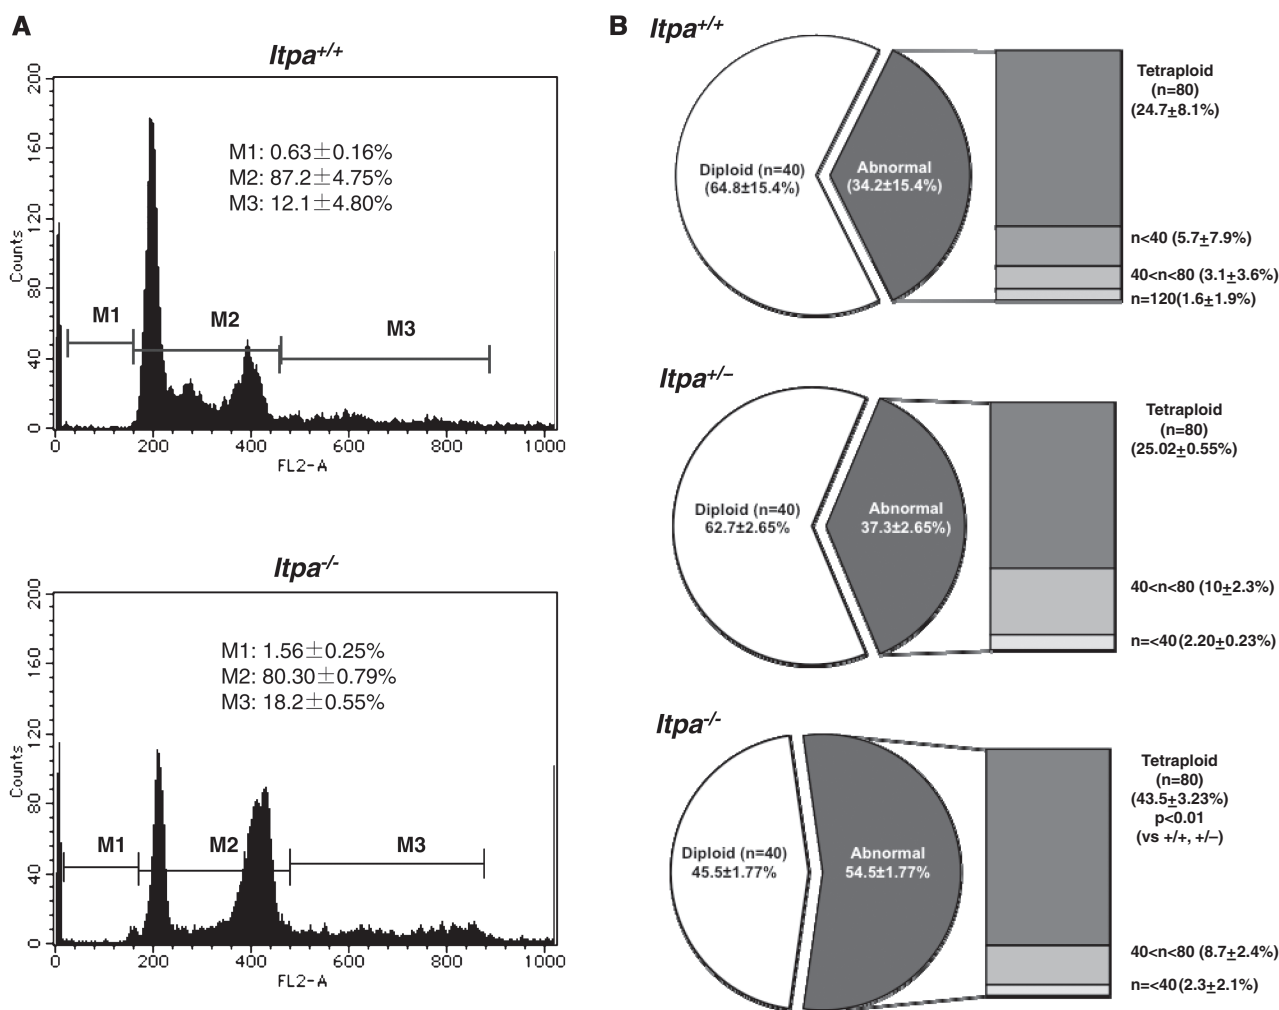 A
Itpa+/+
200
160
120
80
40
0
Counts
M1: 0.63±0.16%
M2: 87.2±4.75%
M3: 12.1±4.80%
M1
M2
M3
0 200 400 600 800 1000
FL2-A
Itpa-/-
200
160
120
80
40
0
Counts
M1: 1.56±0.25%
M2: 80.30±0.79%
M3: 18.2±0.55%
M1
M2
M3
0 200 400 600 800 1000
FL2-A
B
Itpa+/+
Diploid (n=40)
(64.8±15.4%)
Abnormal
(34.2±15.4%)
Tetraploid
(n=80)
(24.7±8.1%)
n<40 (5.7±7.9%)
40<n<80 (3.1±3.6%)
n=120(1.6±1.9%)
Itpa+/–
Diploid (n=40)
62.7±2.65%
Abnormal
37.3±2.65%)
Tetraploid
(n=80)
(25.02±0.55%)
40<n<80 (10±2.3%)
n=<40(2.20±0.23%)
Itpa-/-
Diploid (n=40)
45.5±1.77%
Abnormal
54.5±1.77%
Tetraploid
(n=80)
(43.5±3.23%)
p<0.01
(vs +/+, +/–)
40<n<80 (8.7±2.4%)
n=<40(2.3±2.1%)